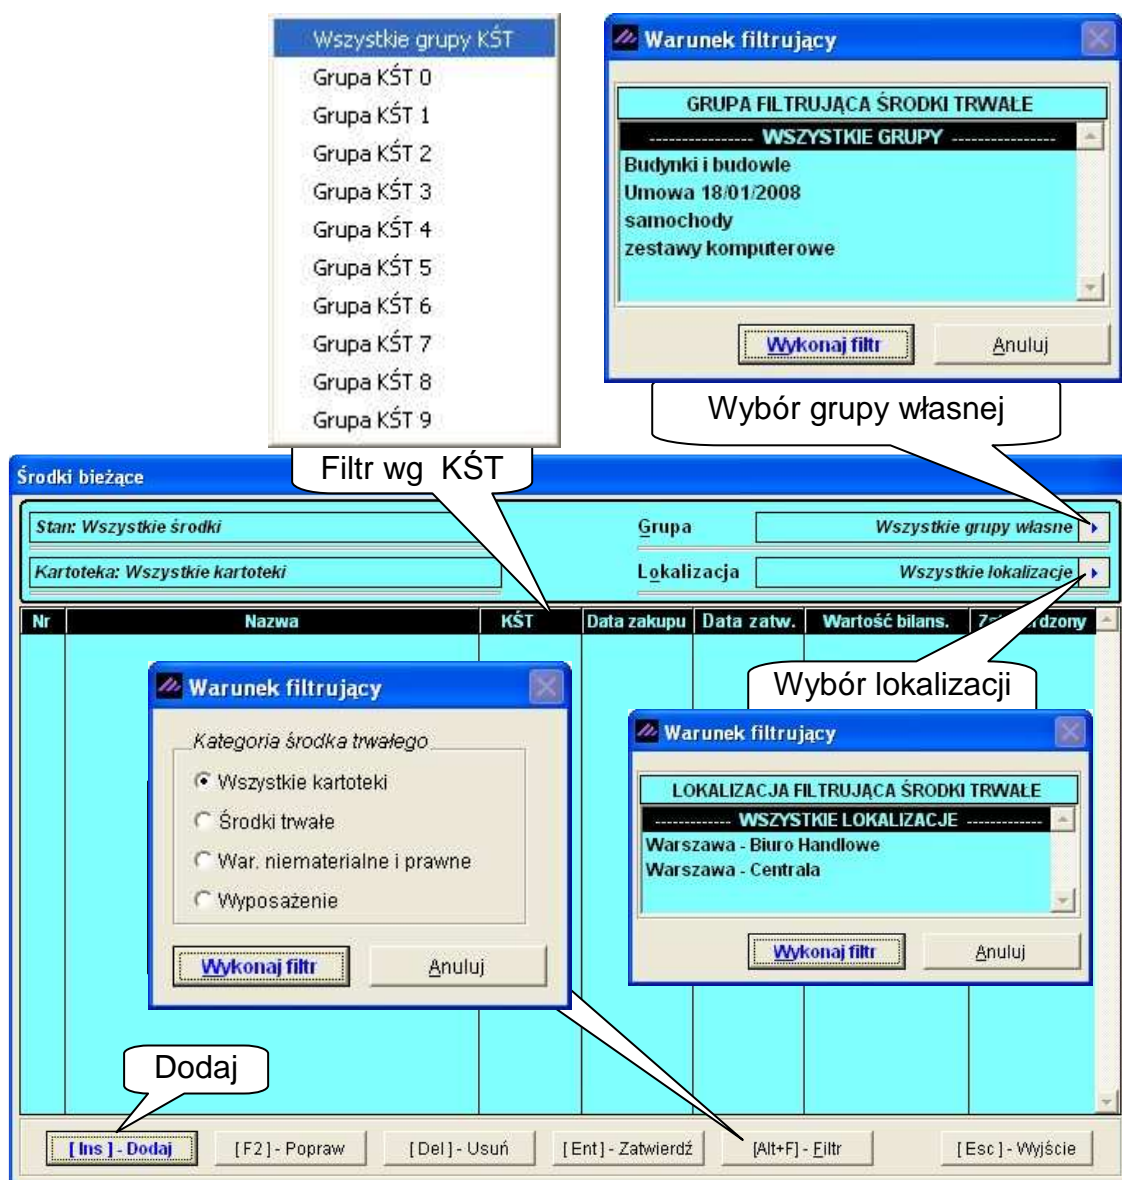 Wszystkie grupy KŚT
Grupa KŚT 0
Grupa KŚT 1
Grupa KŚT 2
Grupa KŚT 3
Grupa KŚT 4
Grupa KŚT 5
Grupa KŚT 6
Grupa KŚT 7
Grupa KŚT 8
Grupa KŚT 9
Warunek filtrujący
GRUPA FILTRUJĄCA ŚRODKI TRWAŁE
---------------- WSZYSTKIE GRUPY ----------------
Budynki i budowle
Umowa 18/01/2008
samochody
zestawy komputerowe
Wykonaj filtr Anuluj
Wybór grupy własnej
Filtr wg KŚT
Środki bieżące
Stan: Wszystkie środki Grupa Wszystkie grupy własne
Kartoteka: Wszystkie kartoteki Lokalizacja Wszystkie lokalizacje
Nr Nazwa KŚT Data zakupu Data zatw. Wartość bilans.
Wybór lokalizacji
Warunek filtrujący
Kategoria środka trwałego
Wszystkie kartoteki
Środki trwałe
War. niematerialne i prawne
Wyposażenie
Wykonaj filtr Anuluj
Warunek filtrujący
LOKALIZACJA FILTRUJĄCA ŚRODKI TRWAŁE
------------- WSZYSTKIE LOKALIZACJE -------------
Warszawa - Biuro Handlowe
Warszawa - Centrala
Wykonaj filtr Anuluj
Dodaj
[ Ins ] - Dodaj [ F2 ] - Popraw [ Del ] - Usuń [ Ent ] - Zatwierdź [Alt+F] - Filtr [ Esc ] - Wyjście